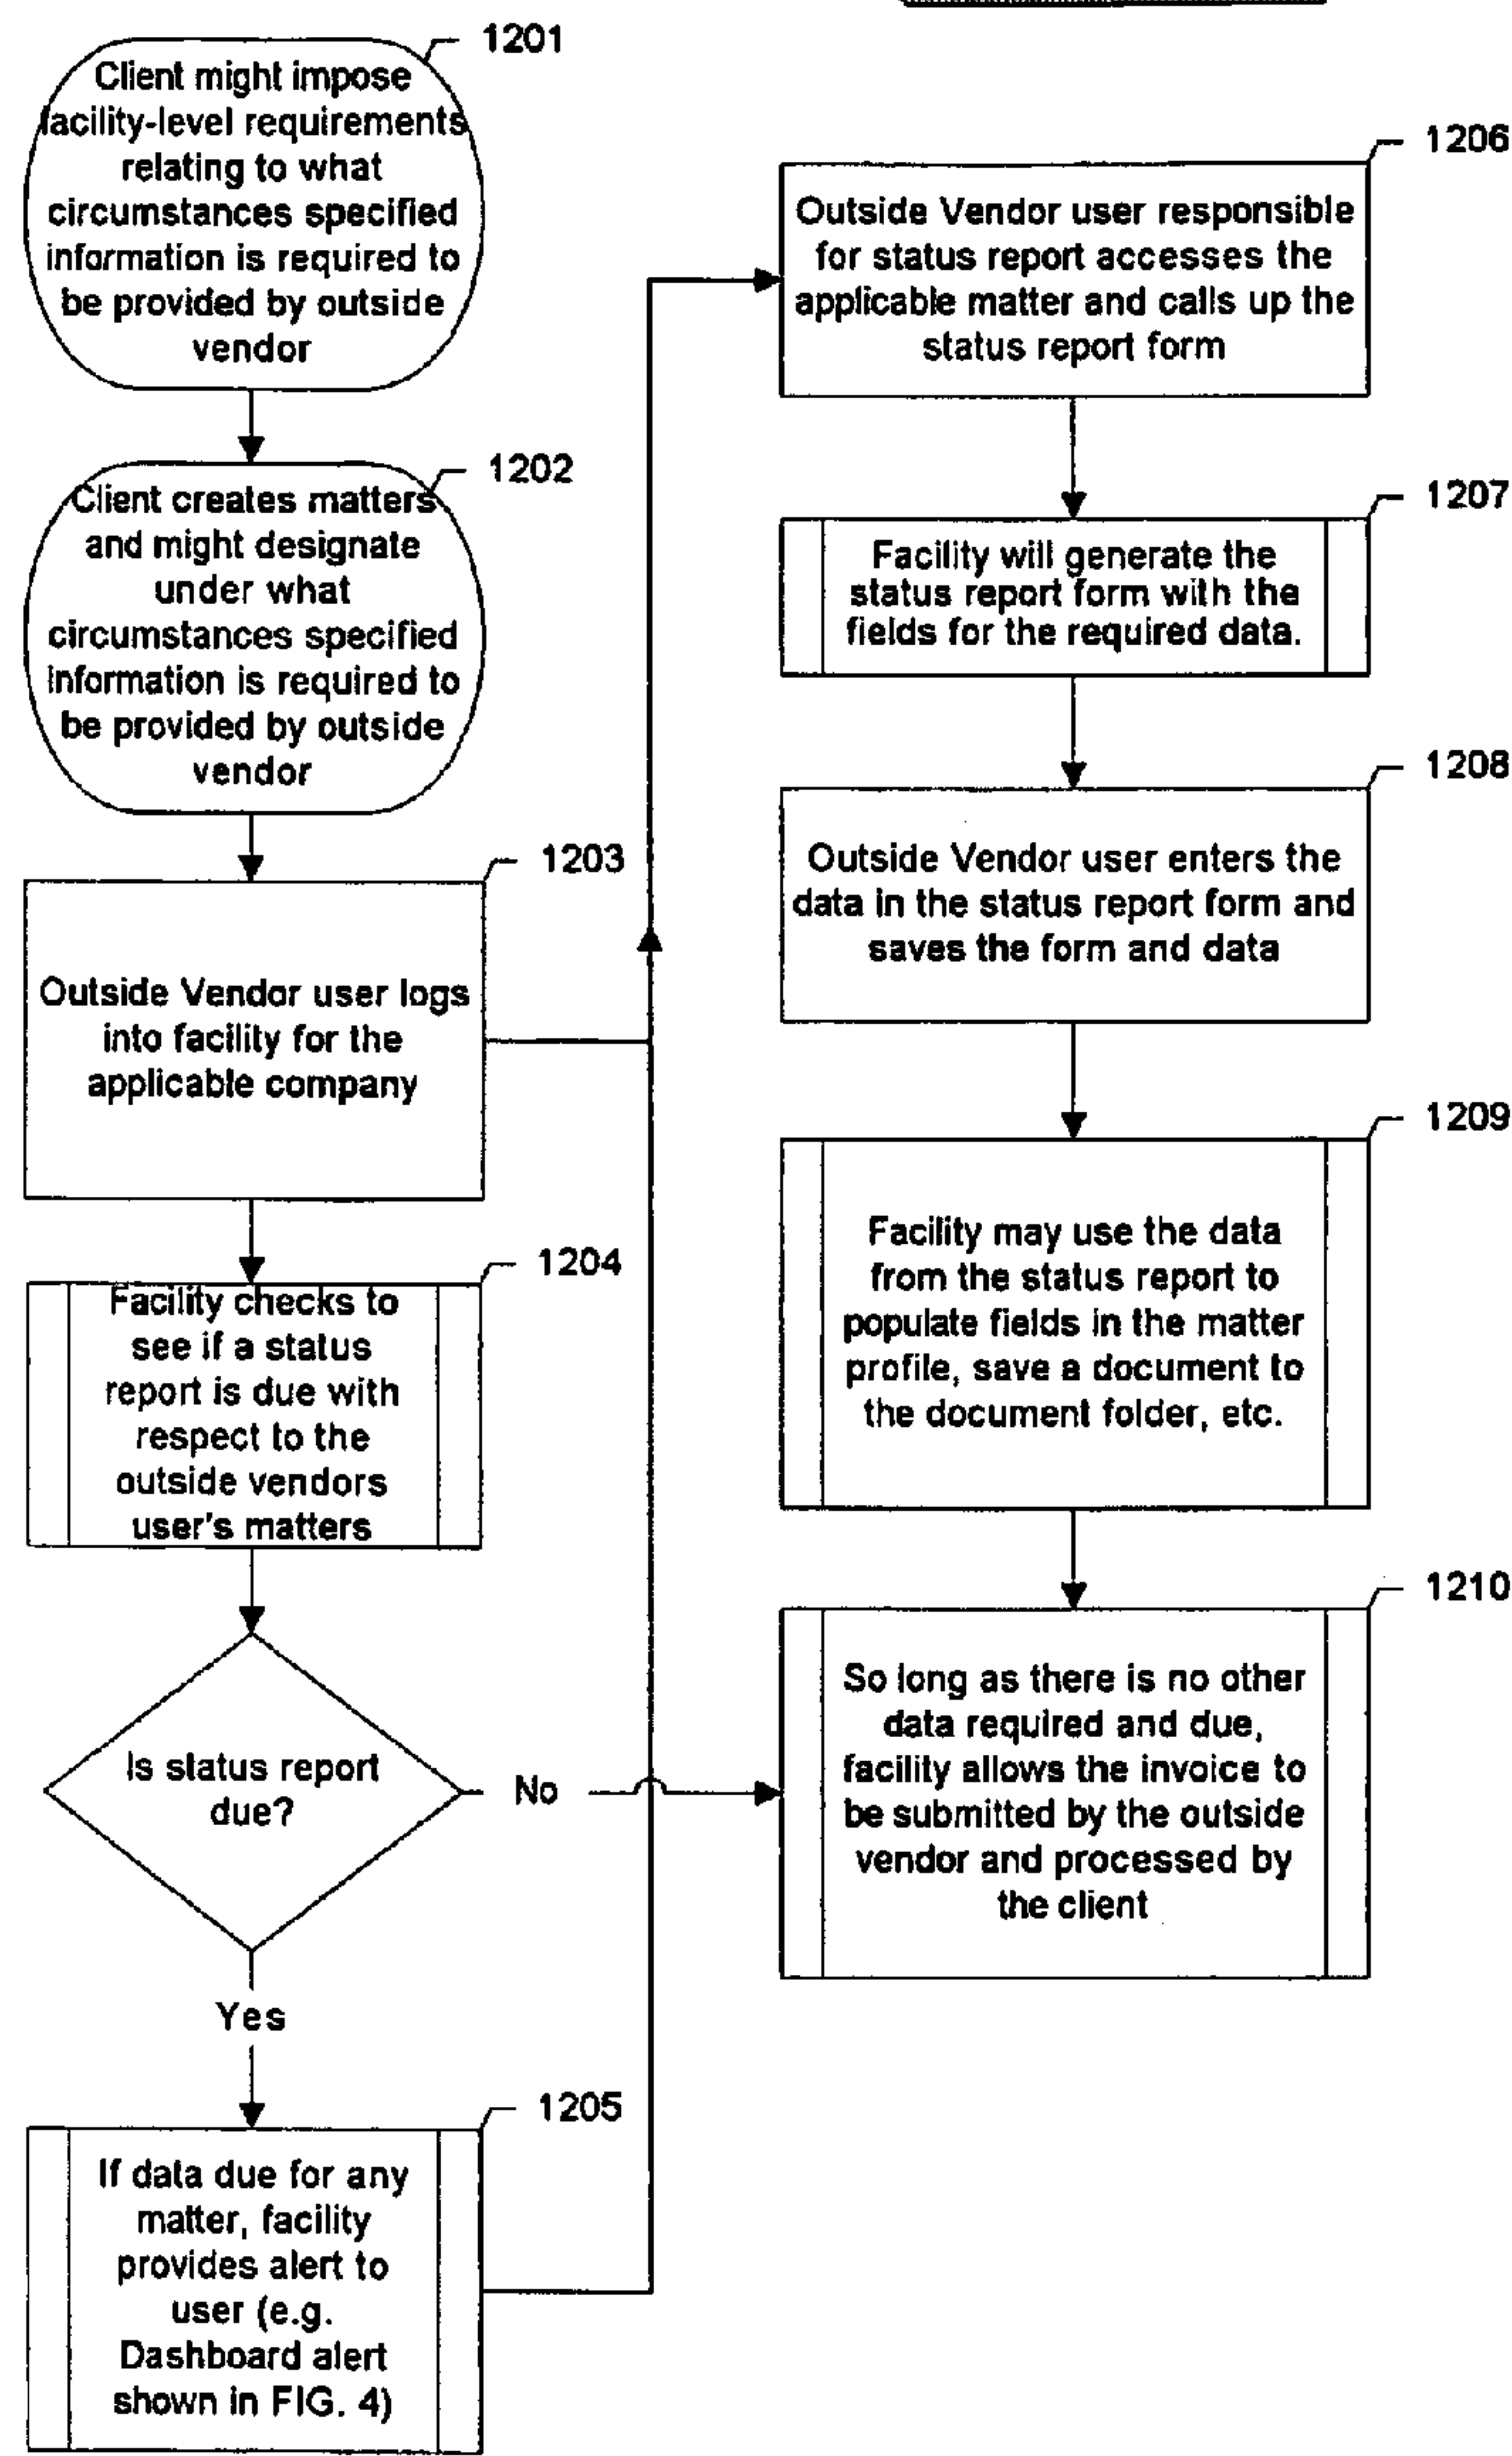 1201
Client might impose
facility-level requirements
relating to what
circumstances specified
information is required to
be provided by outside
vendor
1202
Client creates matters
and might designate
under what
circumstances specified
information is required to
be provided by outside
vendor
1203
Outside Vendor user logs
into facility for the
applicable company
1204
Facility checks to
see if a status
report is due with
respect to the
outside vendors
user's matters
Is status report
due?
No
Yes
1205
If data due for any
matter, facility
provides alert to
user (e.g.
Dashboard alert
shown in FIG. 4)
1206
Outside Vendor user responsible
for status report accesses the
applicable matter and calls up the
status report form
1207
Facility will generate the
status report form with the
fields for the required data.
1208
Outside Vendor user enters the
data in the status report form and
saves the form and data
1209
Facility may use the data
from the status report to
populate fields in the matter
profile, save a document to
the document folder, etc.
1210
So long as there is no other
data required and due,
facility allows the invoice to
be submitted by the outside
vendor and processed by
the client